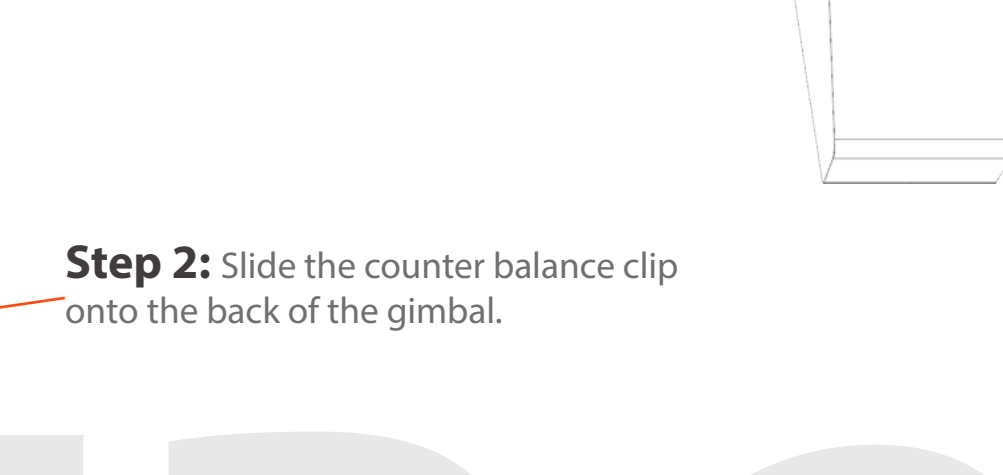 Step 2: Slide the counter balance clip
onto the back of the gimbal.